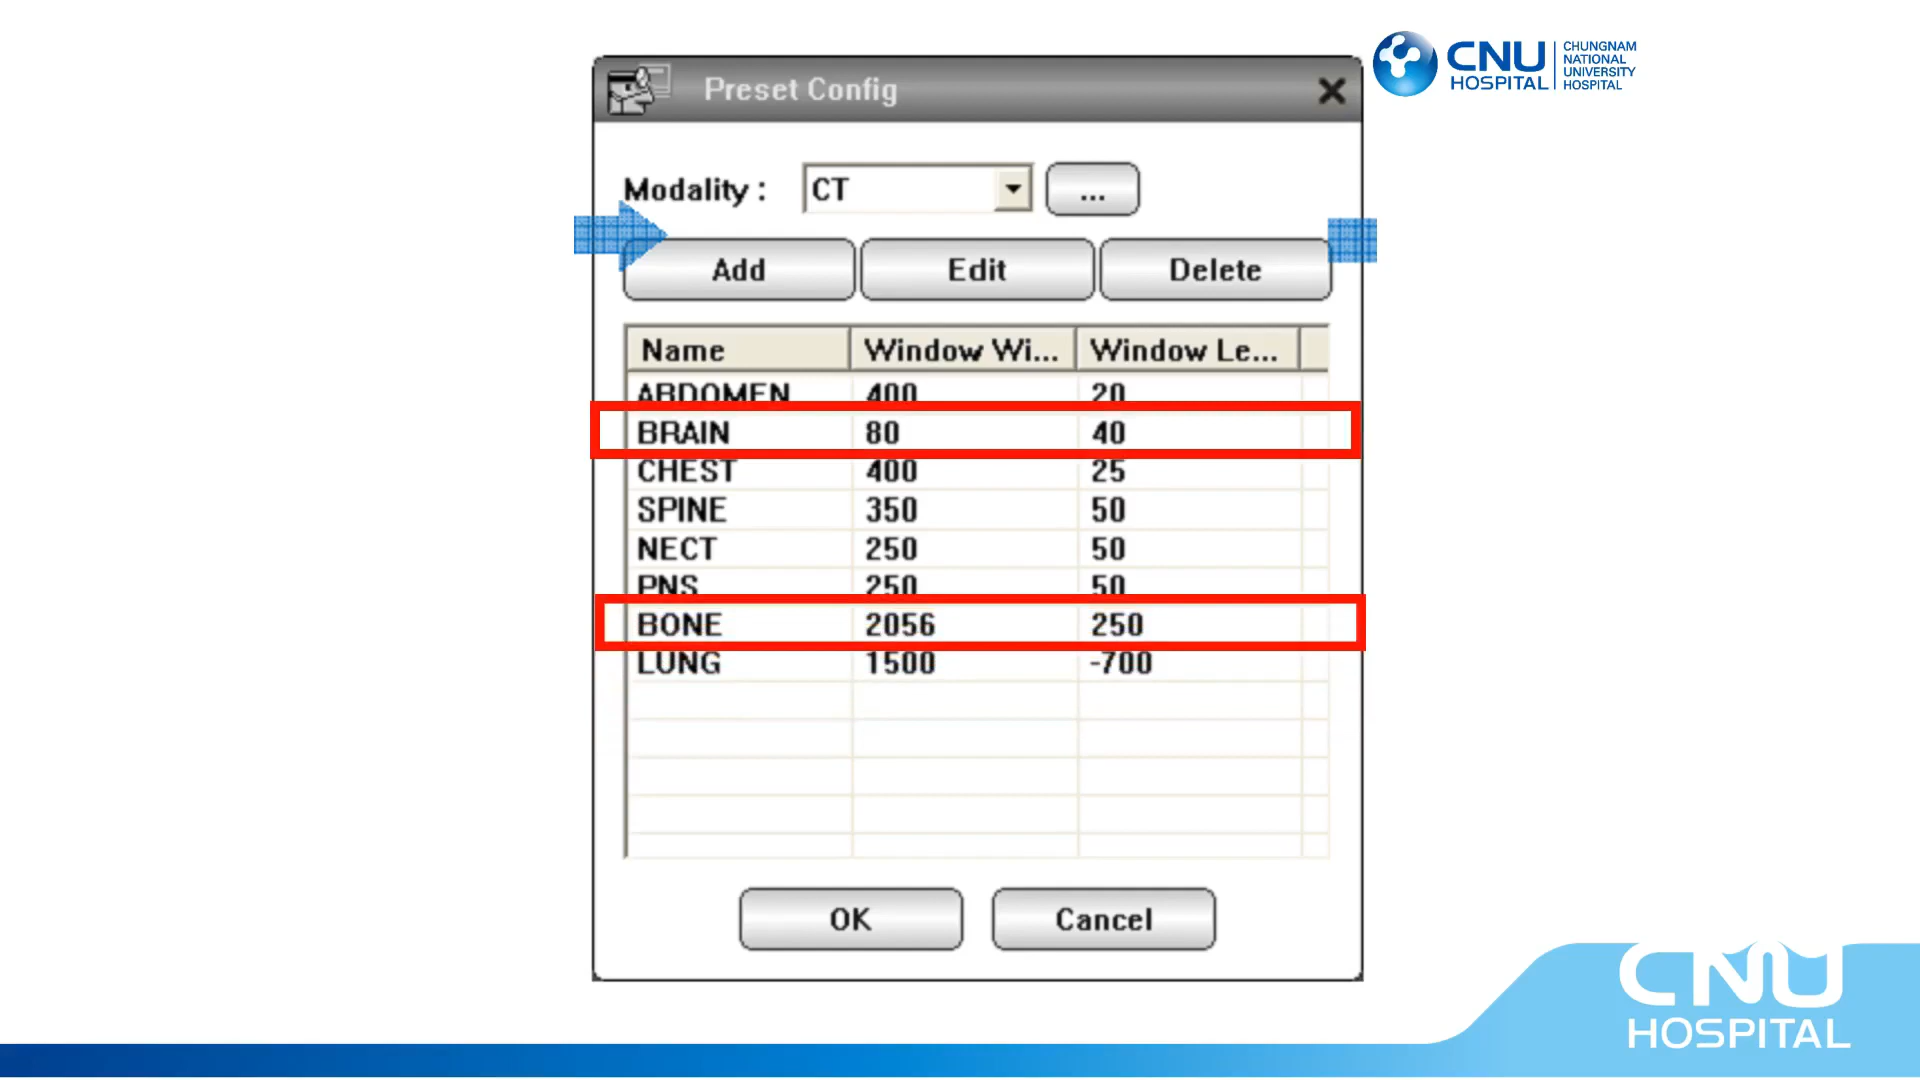 Preset Config
CNU HOSPITAL
CHUNGNAM
NATIONAL
UNIVERSITY
HOSPITAL
Modality : CT ...
Add Edit Delete
Name Window Wi... Window Le...
ABDOMEN 400 20
BRAIN 80 40
CHEST 400 25
SPINE 350 50
NECT 250 50
PNS 250 50
BONE 2056 250
LUNG 1500 -700
OK Cancel
CNU
HOSPITAL